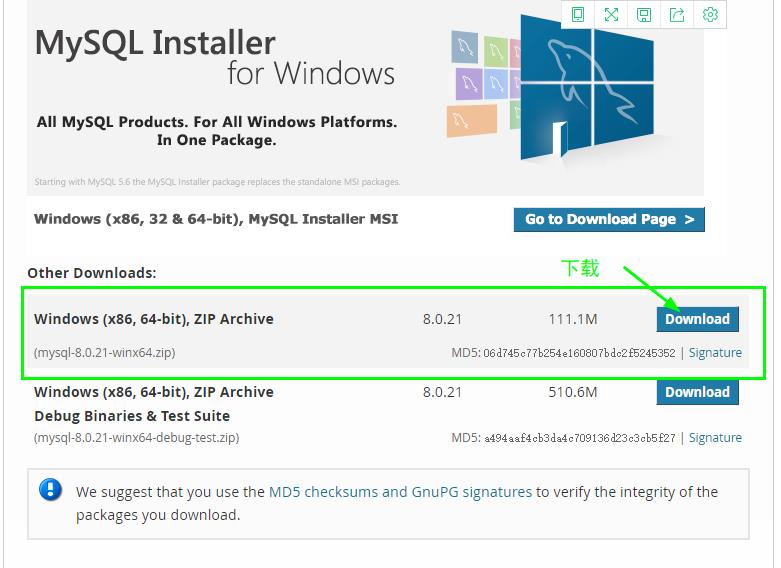 MySQL Installer
for Windows
All MySQL Products. For All Windows Platforms.
In One Package.
Starting with MySQL 5.6 the MySQL Installer package replaces the standalone MSI packages.
Windows (x86, 32 & 64-bit), MySQL Installer MSI
Go to Download Page >
Other Downloads:
下载
Windows (x86, 64-bit), ZIP Archive 8.0.21 111.1M Download
(mysql-8.0.21-winx64.zip) MD5: 06d745c77b254e160807bdc2f5245352 | Signature
Windows (x86, 64-bit), ZIP Archive 8.0.21 510.6M Download
Debug Binaries & Test Suite
(mysql-8.0.21-winx64-debug-test.zip) MD5: a494aaf4cb3da4c709136d23c3cb5f27 | Signature
We suggest that you use the MD5 checksums and GnuPG signatures to verify the integrity of the
packages you download.